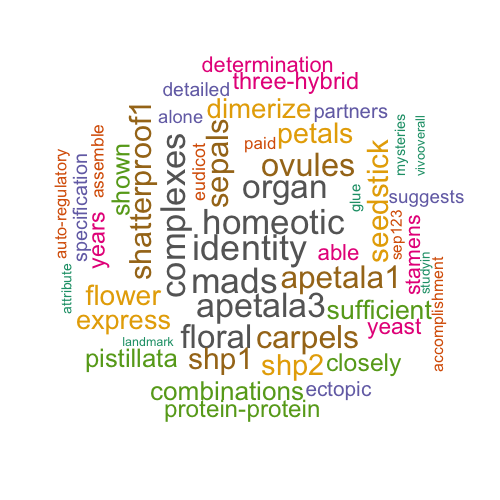 determination
three-hybrid
detailed
alone
dimerize
partners
paid
petals
ovules
organ
homeotic
identity
able
mads
apetala1
apetala3
sufficient
yeast
flower
express
floral
carpels
pistillata
landmark
shp1
shp2
closely
combinations
ectopic
protein-protein
auto-regulatory
specification
assemble
attribute
years
shown
shatterproof1
complexes
eudicot
sepals
glue
seedstick
mysteries
vivooverall
suggests
sep123
stamens
studyin
accomplishment